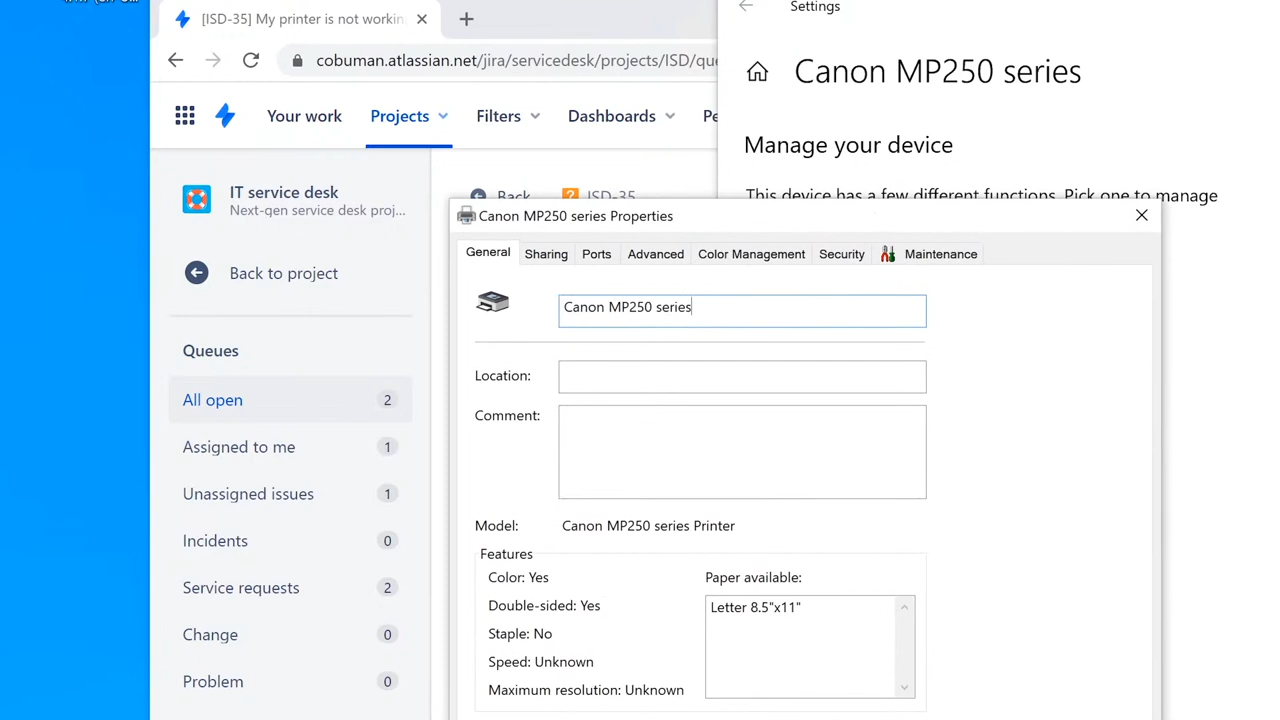 [ISD-35] My printer is not workin
Settings
cobuman.atlassian.net/jira/servicedesk/projects/ISD/qu
Canon MP250 series
Your work
Projects
Filters
Dashboards
Manage your device
IT service desk
Next-gen service desk proj...
Back
ISD-35
This device has a few different functions. Pick one to manage
Canon MP250 series Properties
General
Sharing
Ports
Advanced
Color Management
Security
Maintenance
Back to project
Canon MP250 series
Queues
Location:
All open 2
Comment:
Assigned to me 1
Unassigned issues 1
Model: Canon MP250 series Printer
Incidents 0
Features
Color: Yes
Paper available:
Service requests 2
Double-sided: Yes
Letter 8.5"x11"
Change 0
Staple: No
Speed: Unknown
Problem 0
Maximum resolution: Unknown